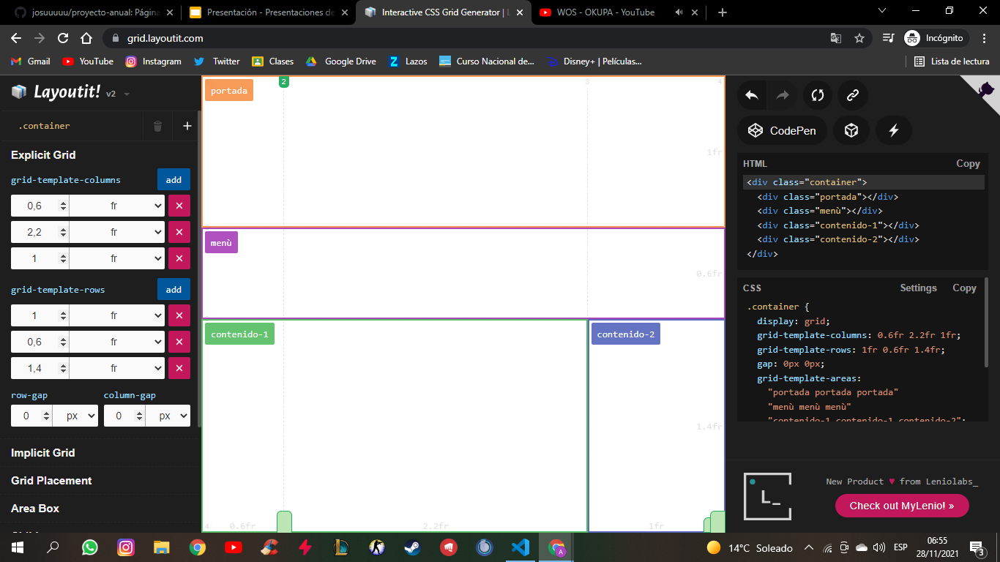 josuuuuu/proyecto-anual: Página
Presentación - Presentaciones de
Interactive CSS Grid Generator | L
WOS - OKUPA - YouTube
grid.layoutit.com
Incógnito
Gmail
YouTube
Instagram
Twitter
Clases
Google Drive
Lazos
Curso Nacional de...
Disney+ | Películas...
Lista de lectura
Layoutit! v2
.container
Explicit Grid
grid-template-columns
add
0,6 fr
2,2 fr
1 fr
grid-template-rows
add
1 fr
0,6 fr
1,4 fr
row-gap
column-gap
0 px
0 px
Implicit Grid
Grid Placement
Area Box
portada
2
3
4
1fr
menù
0.6fr
contenido-1
contenido-2
1.4fr
4
0.6fr
2.2fr
1fr
CodePen
HTML
Copy
<div class="container">
<div class="portada"></div>
<div class="menù"></div>
<div class="contenido-1"></div>
<div class="contenido-2"></div>
</div>
CSS
Settings
Copy
.container {
display: grid;
grid-template-columns: 0.6fr 2.2fr 1fr;
grid-template-rows: 1fr 0.6fr 1.4fr;
gap: 0px 0px;
grid-template-areas:
"portada portada portada"
"menù menù menù"
"contenido-1 contenido-1 contenido-2";
L_
New Product ♥ from Leniolabs_
Check out MyLenio! »
14°C Soleado
ESP
06:55
28/11/2021
3
A